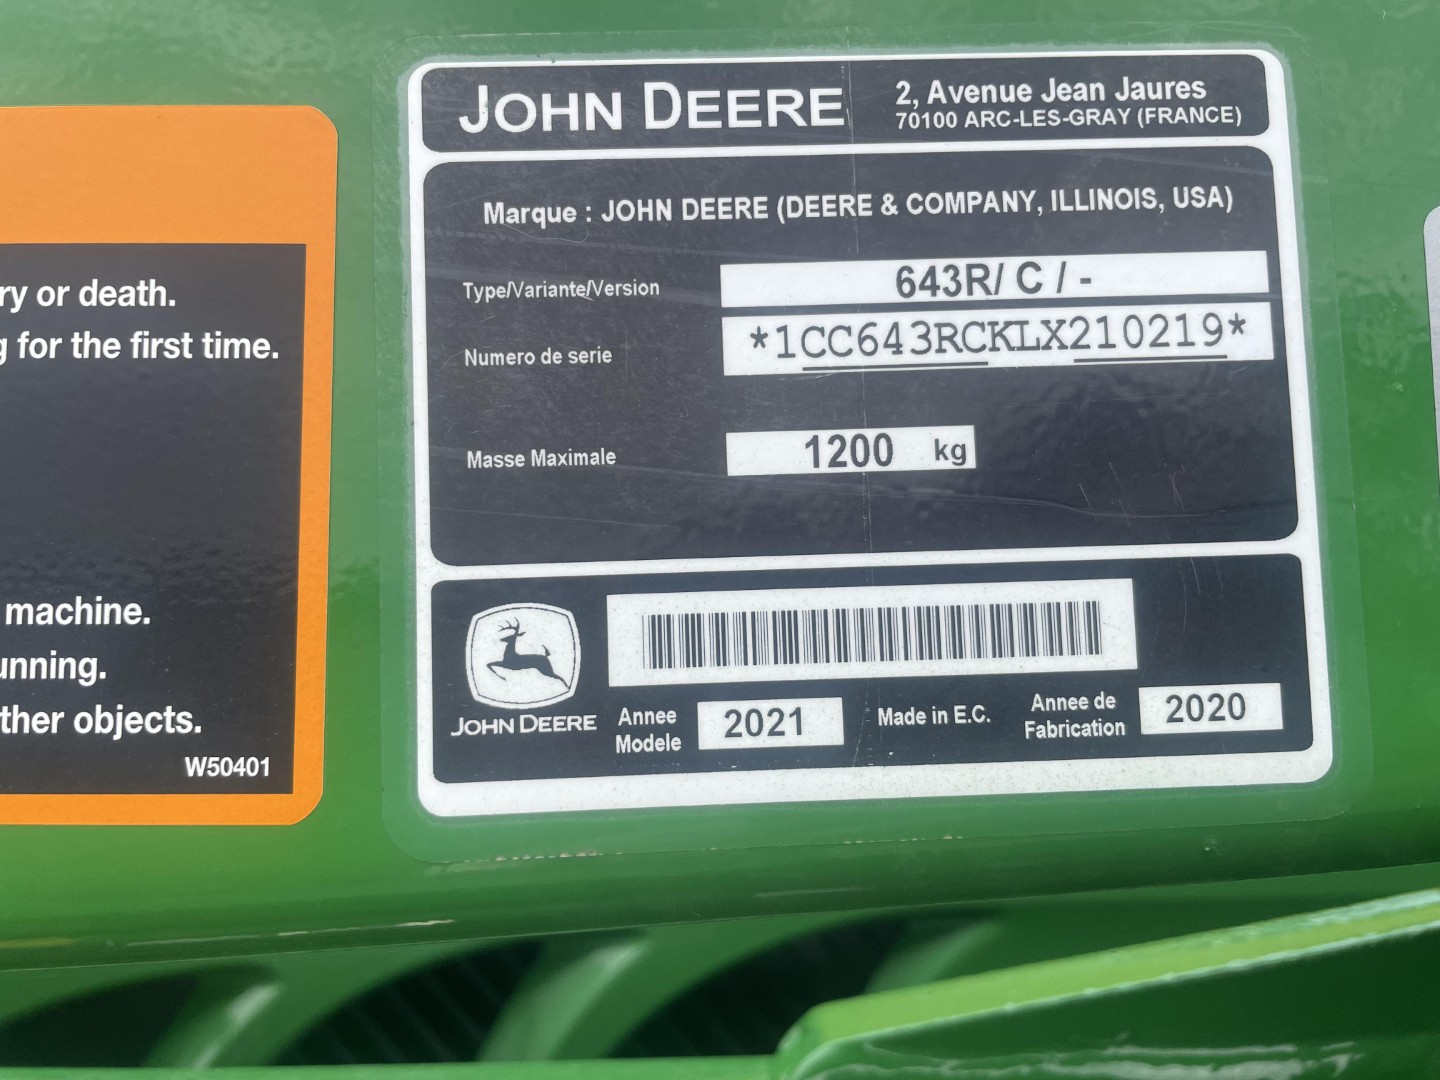 ry or death.
g for the first time.
machine.
unning.
ther objects.
W50401
JOHN DEERE
2, Avenue Jean Jaures
70100 ARC-LES-GRAY (FRANCE)
Marque : JOHN DEERE (DEERE & COMPANY, ILLINOIS, USA)
Type/Variante/Version 643R/ C / -
Numero de serie *1CC643RCKLX210219*
Masse Maximale 1200 kg
JOHN DEERE
Annee Modele 2021
Made in E.C.
Annee de Fabrication 2020